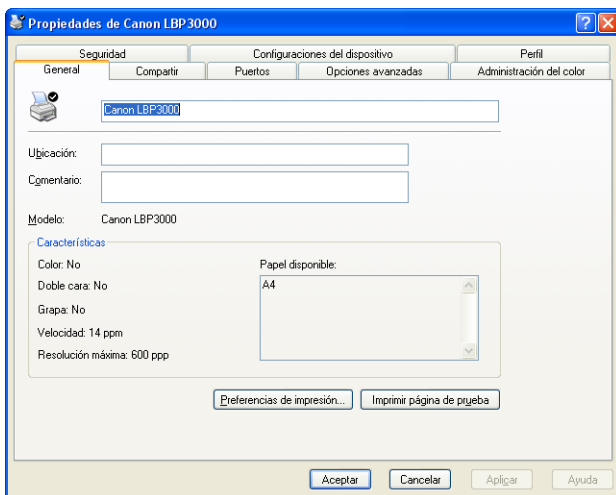 Propiedades de Canon LBP3000
Seguridad Configuraciones del dispositivo Perfil
General Compartir Puertos Opciones avanzadas Administración del color
Canon LBP3000
Ubicación:
Comentario:
Modelo: Canon LBP3000
Características
Color: No Papel disponible:
Doble cara: No A4
Grapa: No
Velocidad: 14 ppm
Resolución máxima: 600 ppp
Preferencias de impresión... Imprimir página de prueba
Aceptar Cancelar Aplicar Ayuda